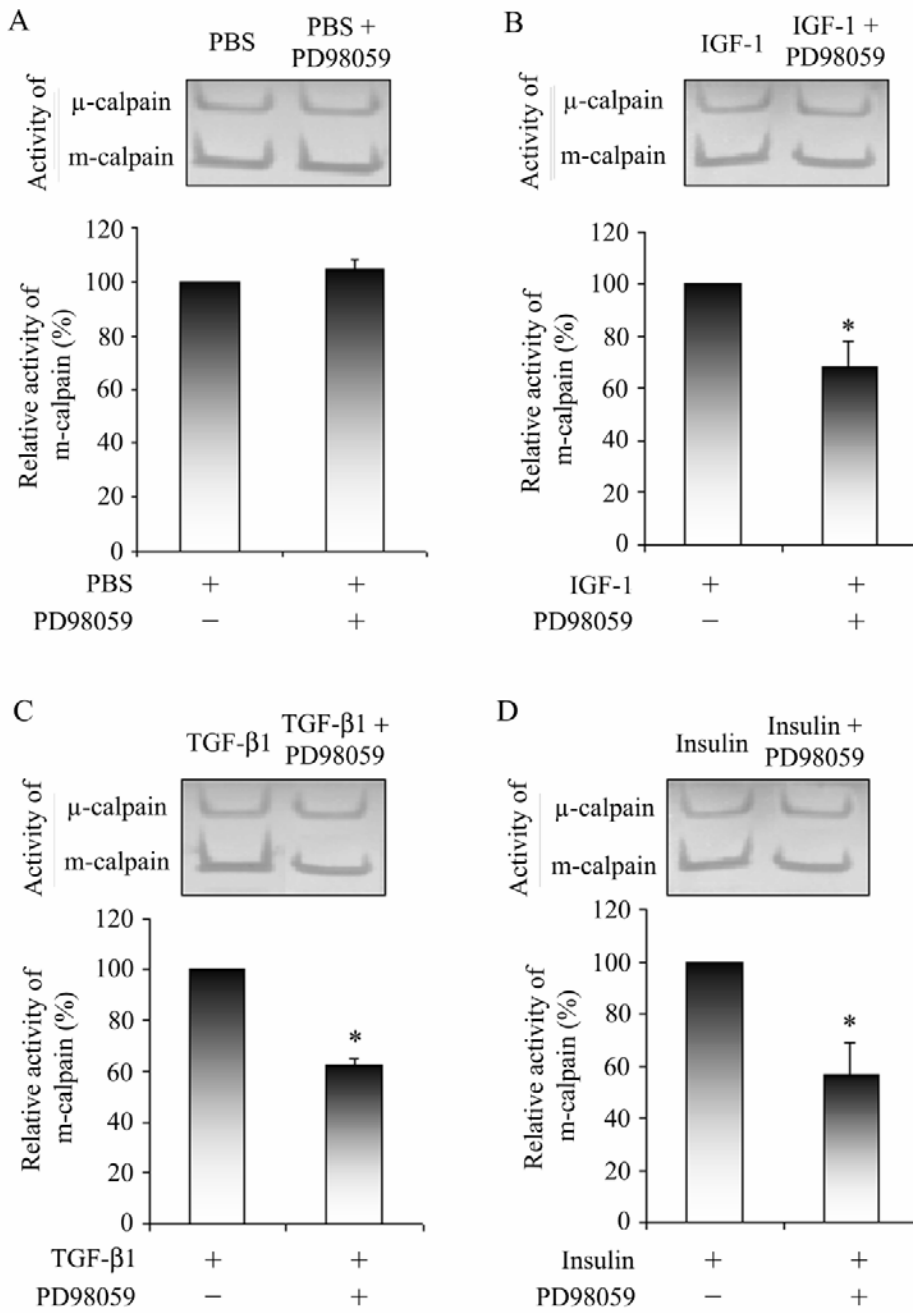 A
PBS
PBS +
PD98059
Activity of
μ-calpain
m-calpain
Relative activity of
m-calpain (%)
120
100
80
60
40
20
0
PBS + +
PD98059 − +
B
IGF-1
IGF-1 +
PD98059
Activity of
μ-calpain
m-calpain
Relative activity of
m-calpain (%)
120
100
80
60
40
20
0
*
IGF-1 + +
PD98059 − +
C
TGF-β1
TGF-β1 +
PD98059
Activity of
μ-calpain
m-calpain
Relative activity of
m-calpain (%)
120
100
80
60
40
20
0
*
TGF-β1 + +
PD98059 − +
D
Insulin
Insulin +
PD98059
Activity of
μ-calpain
m-calpain
Relative activity of
m-calpain (%)
120
100
80
60
40
20
0
*
Insulin + +
PD98059 − +